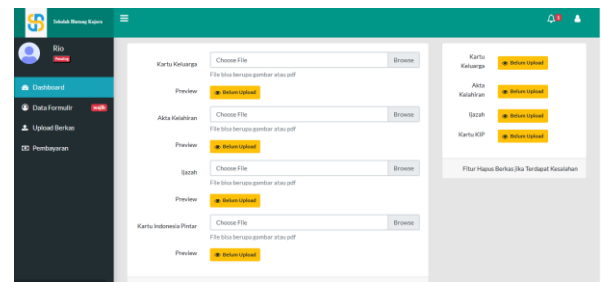 Sekolah Bintang Kejora
Rio
Pending
Dashboard
Data Formulir wajib
Upload Berkas
Pembayaran
Kartu Keluarga Choose File Browse
File bisa berupa gambar atau pdf
Preview Belum Upload
Akta Kelahiran Choose File Browse
File bisa berupa gambar atau pdf
Preview Belum Upload
Ijazah Choose File Browse
File bisa berupa gambar atau pdf
Preview Belum Upload
Kartu Indonesia Pintar Choose File Browse
File bisa berupa gambar atau pdf
Preview Belum Upload
Kartu
Keluarga Belum Upload
Akta
Kalahiran Belum Upload
Ijazah Belum Upload
Kartu KIP Belum Upload
Fitur Hapus Berkas Jika Terdapat Kesalahan